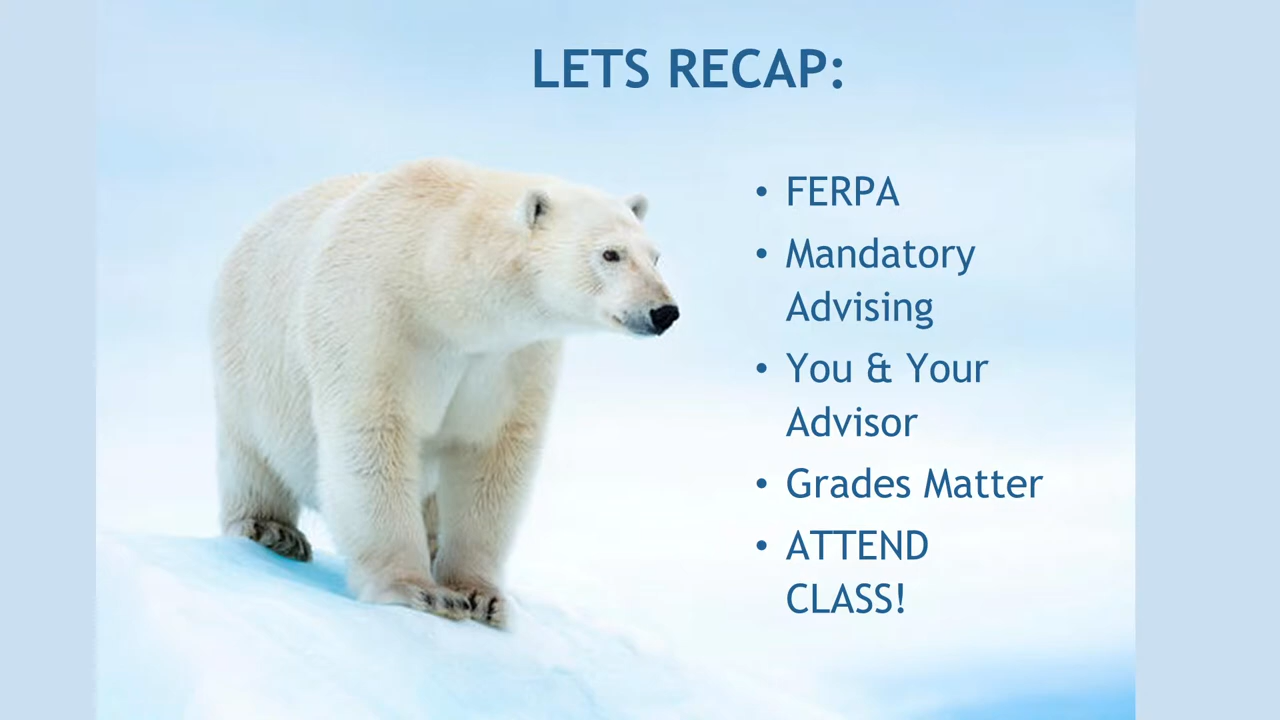 LETS RECAP:
• FERPA
• Mandatory
Advising
• You & Your
Advisor
• Grades Matter
• ATTEND
CLASS!